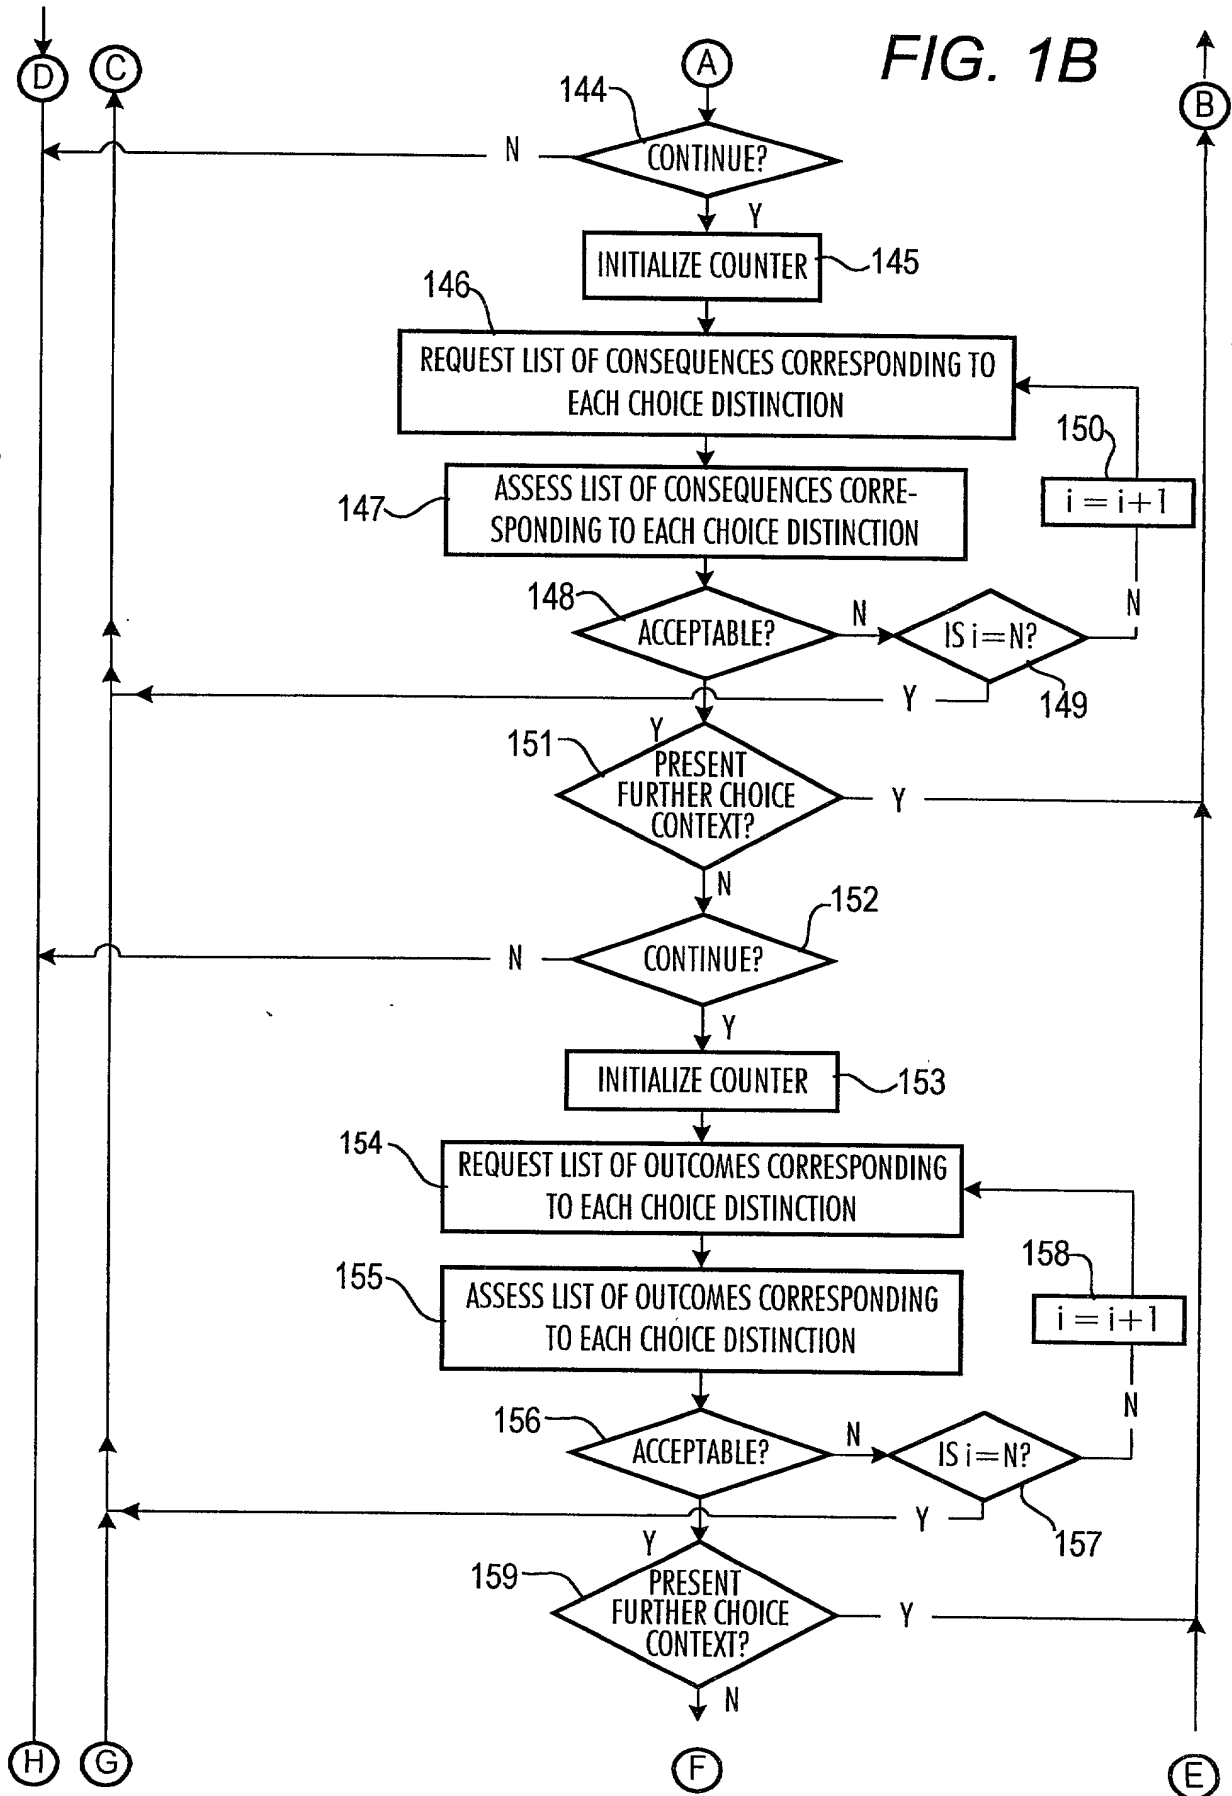 FIG. 1B
D
C
A
B
144
CONTINUE?
N
Y
INITIALIZE COUNTER
145
146
REQUEST LIST OF CONSEQUENCES CORRESPONDING TO
EACH CHOICE DISTINCTION
150
i = i+1
147
ASSESS LIST OF CONSEQUENCES CORRE-
SPONDING TO EACH CHOICE DISTINCTION
148
ACCEPTABLE?
N
IS i=N?
N
149
Y
Y
151
PRESENT
FURTHER CHOICE
CONTEXT?
Y
N
152
CONTINUE?
N
Y
INITIALIZE COUNTER
153
154
REQUEST LIST OF OUTCOMES CORRESPONDING
TO EACH CHOICE DISTINCTION
158
i = i+1
155
ASSESS LIST OF OUTCOMES CORRESPONDING
TO EACH CHOICE DISTINCTION
156
ACCEPTABLE?
N
IS i=N?
N
157
Y
Y
159
PRESENT
FURTHER CHOICE
CONTEXT?
Y
N
H
G
F
E